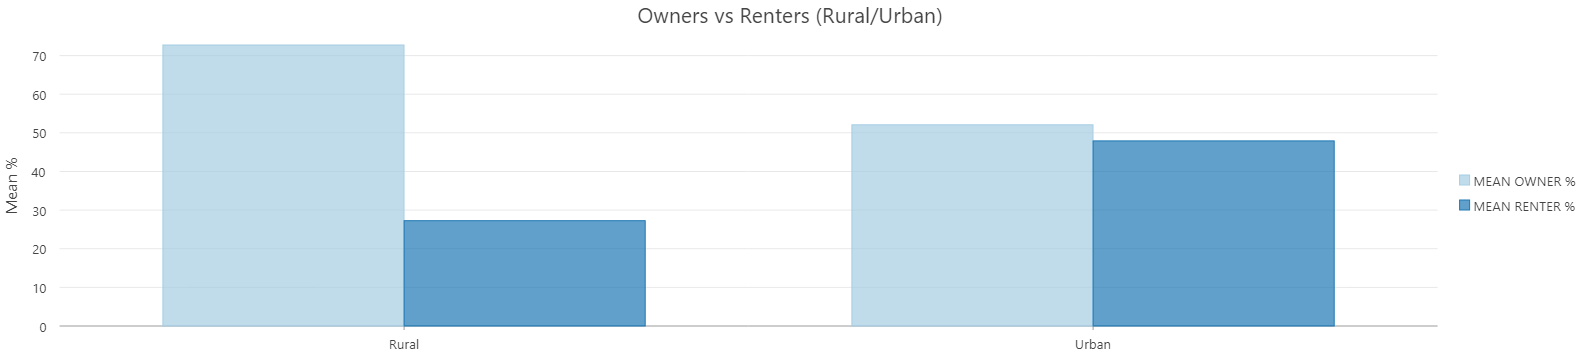 Owners vs Renters (Rural/Urban)
Mean %
70
60
50
40
30
20
10
0
Rural
Urban
MEAN OWNER %
MEAN RENTER %